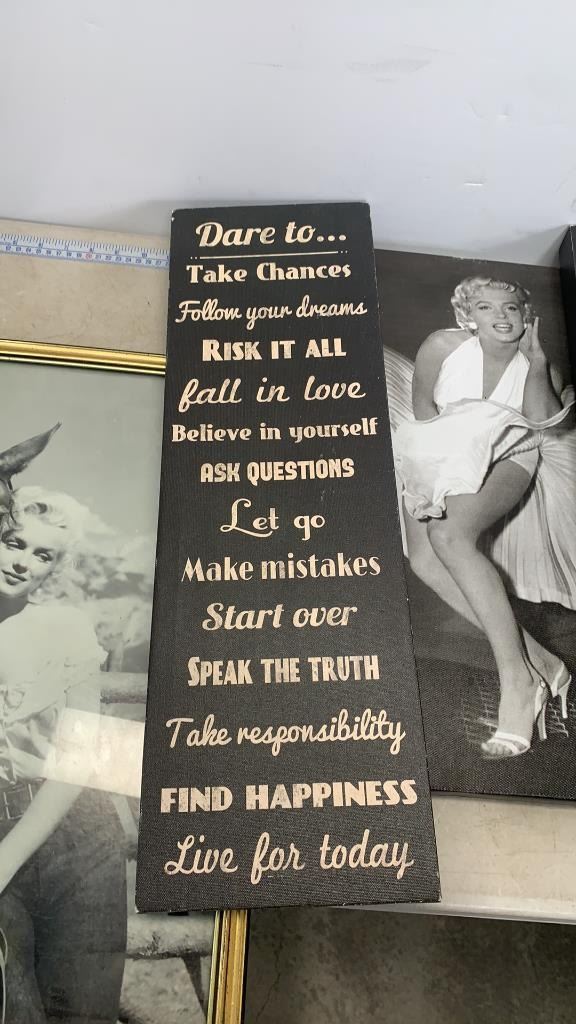 Dare to...
Take Chances
Follow your dreams
RISK IT ALL
fall in love
Believe in yourself
ASK QUESTIONS
Let go
Make mistakes
Start over
SPEAK THE TRUTH
Take responsibility
FIND HAPPINESS
Live for today